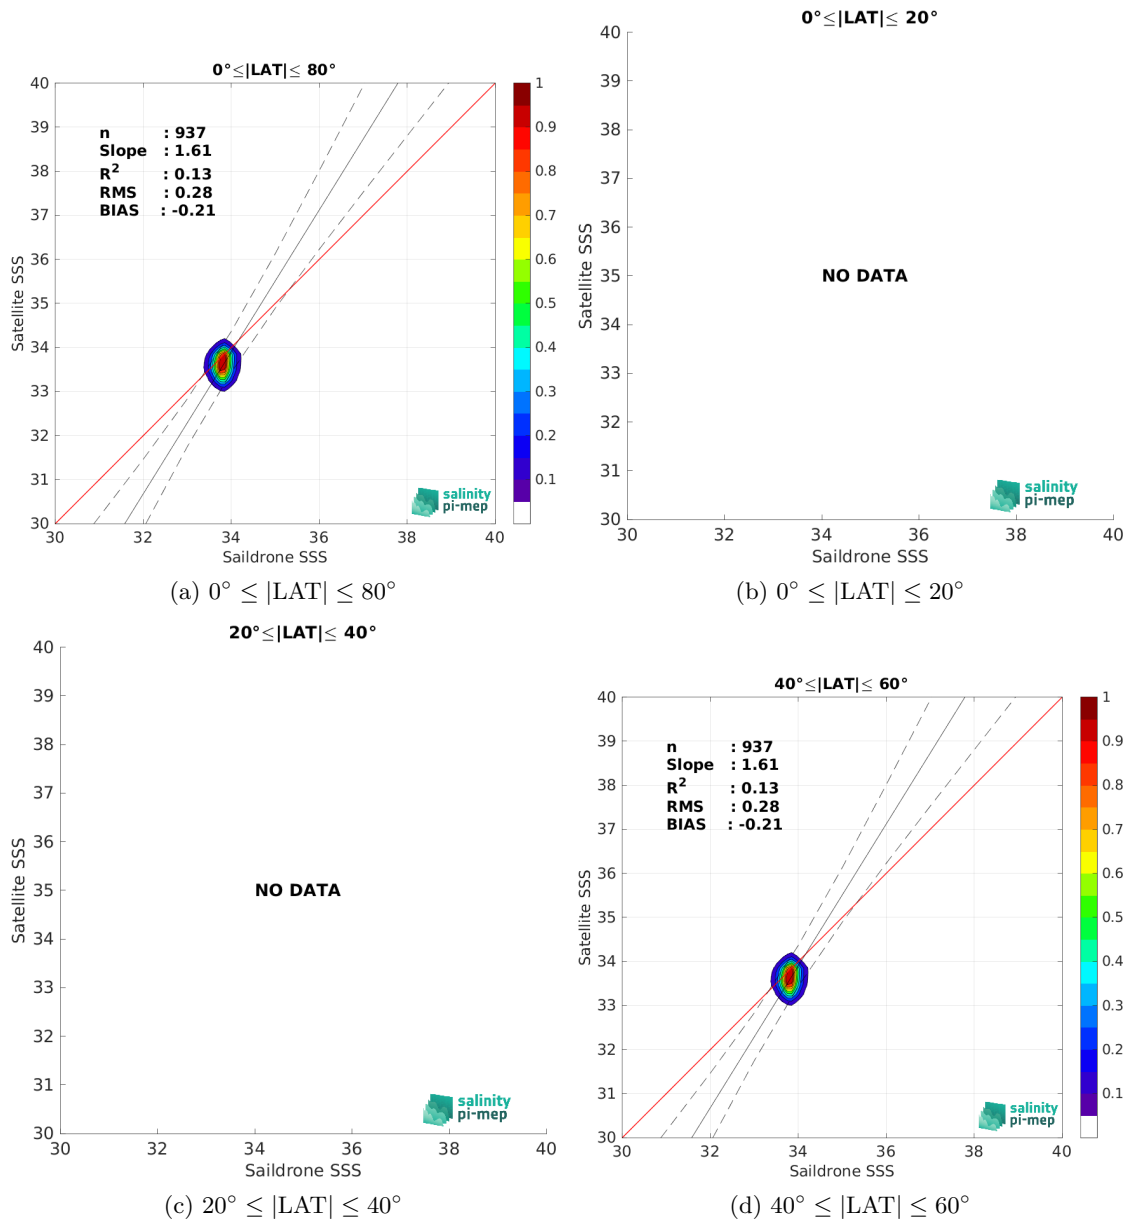 0°≤|LAT|≤ 80°
40
39
38
37
36
35
34
33
32
31
30
n : 937
Slope : 1.61
R² : 0.13
RMS : 0.28
BIAS : -0.21
Satellite SSS
30 32 34 36 38 40
Saildrone SSS
salinity
pi-mep
1
0.9
0.8
0.7
0.6
0.5
0.4
0.3
0.2
0.1
(a) 0° ≤ |LAT| ≤ 80°
0°≤|LAT|≤ 20°
40
39
38
37
36
35
34
33
32
31
30
Satellite SSS
NO DATA
salinity
pi-mep
30 32 34 36 38 40
Saildrone SSS
(b) 0° ≤ |LAT| ≤ 20°
20°≤|LAT|≤ 40°
40
39
38
37
36
35
34
33
32
31
30
Satellite SSS
NO DATA
salinity
pi-mep
30 32 34 36 38 40
Saildrone SSS
(c) 20° ≤ |LAT| ≤ 40°
40°≤|LAT|≤ 60°
40
39
38
37
36
35
34
33
32
31
30
n : 937
Slope : 1.61
R² : 0.13
RMS : 0.28
BIAS : -0.21
Satellite SSS
30 32 34 36 38 40
Saildrone SSS
salinity
pi-mep
1
0.9
0.8
0.7
0.6
0.5
0.4
0.3
0.2
0.1
(d) 40° ≤ |LAT| ≤ 60°